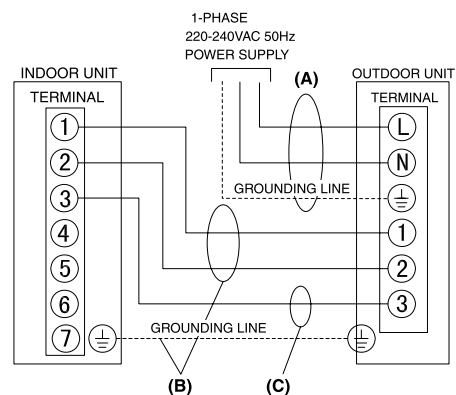 1-PHASE
220-240VAC 50Hz
POWER SUPPLY
(A)
INDOOR UNIT
OUTDOOR UNIT
TERMINAL
TERMINAL
1
2
3
4
5
6
7
L
N
1
2
3
GROUNDING LINE
GROUNDING LINE
(B)
(C)